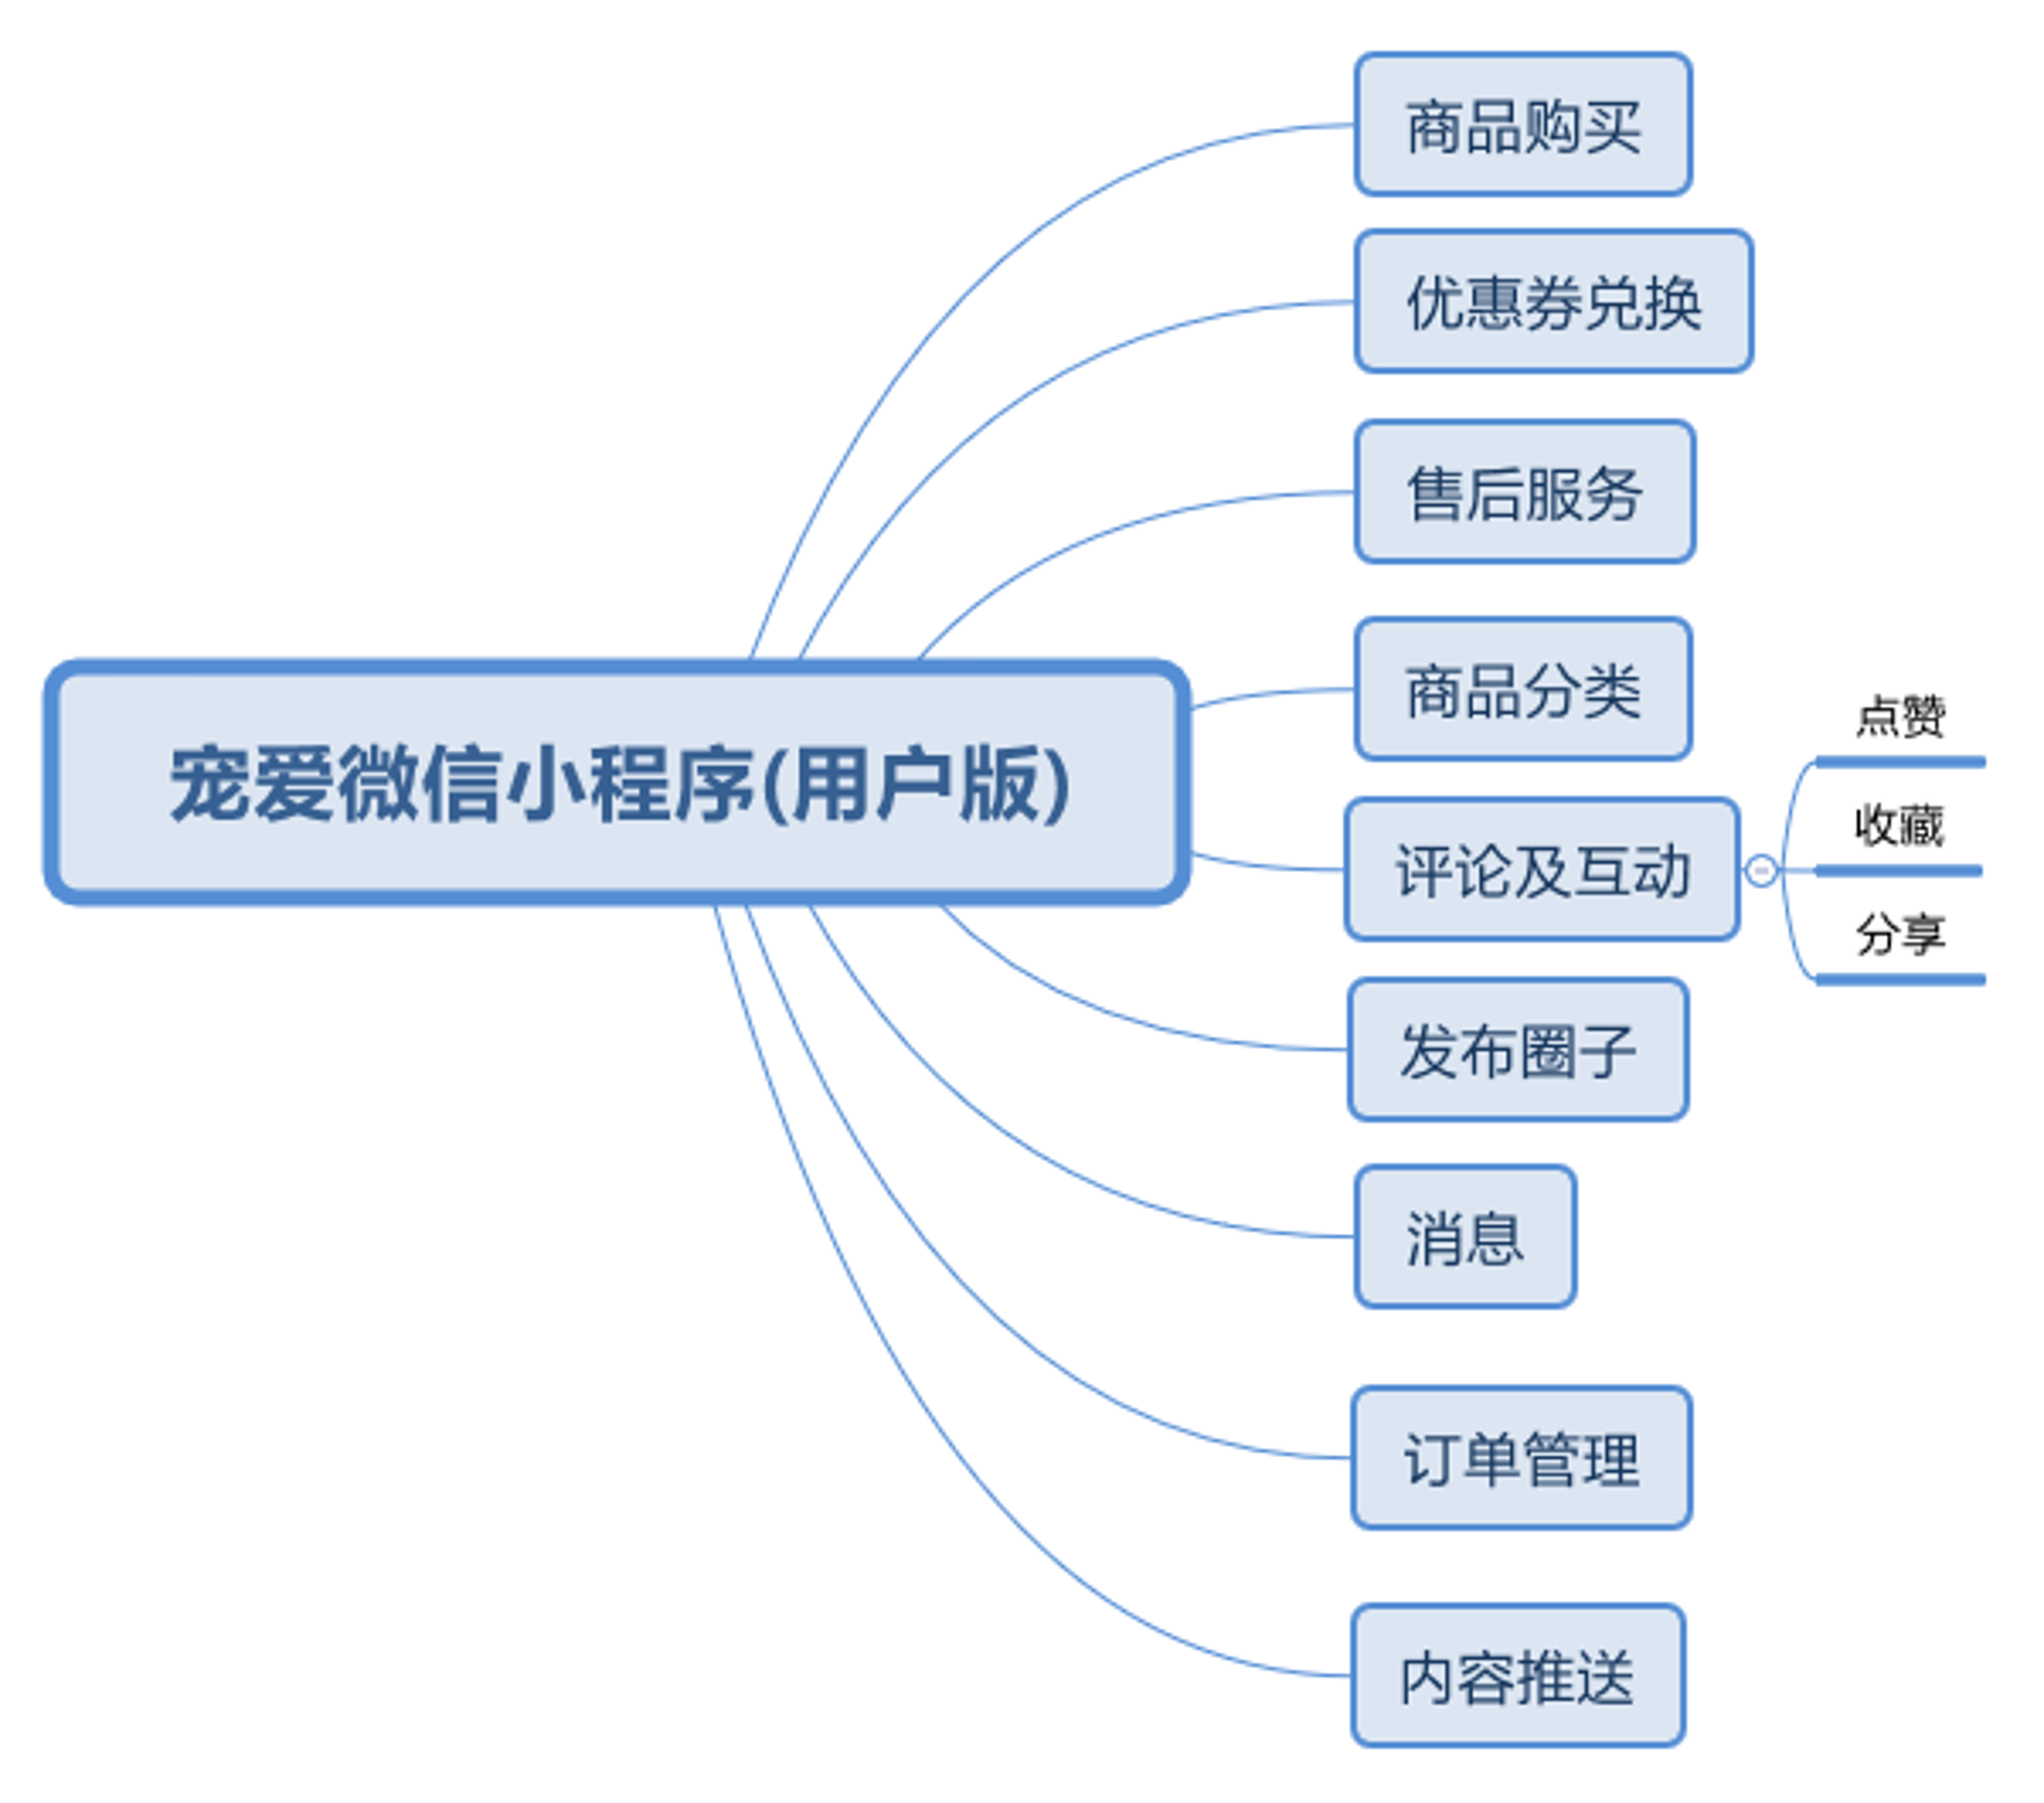 宠爱微信小程序(用户版)
商品购买
优惠券兑换
售后服务
商品分类
评论及互动
点赞
收藏
分享
发布圈子
消息
订单管理
内容推送